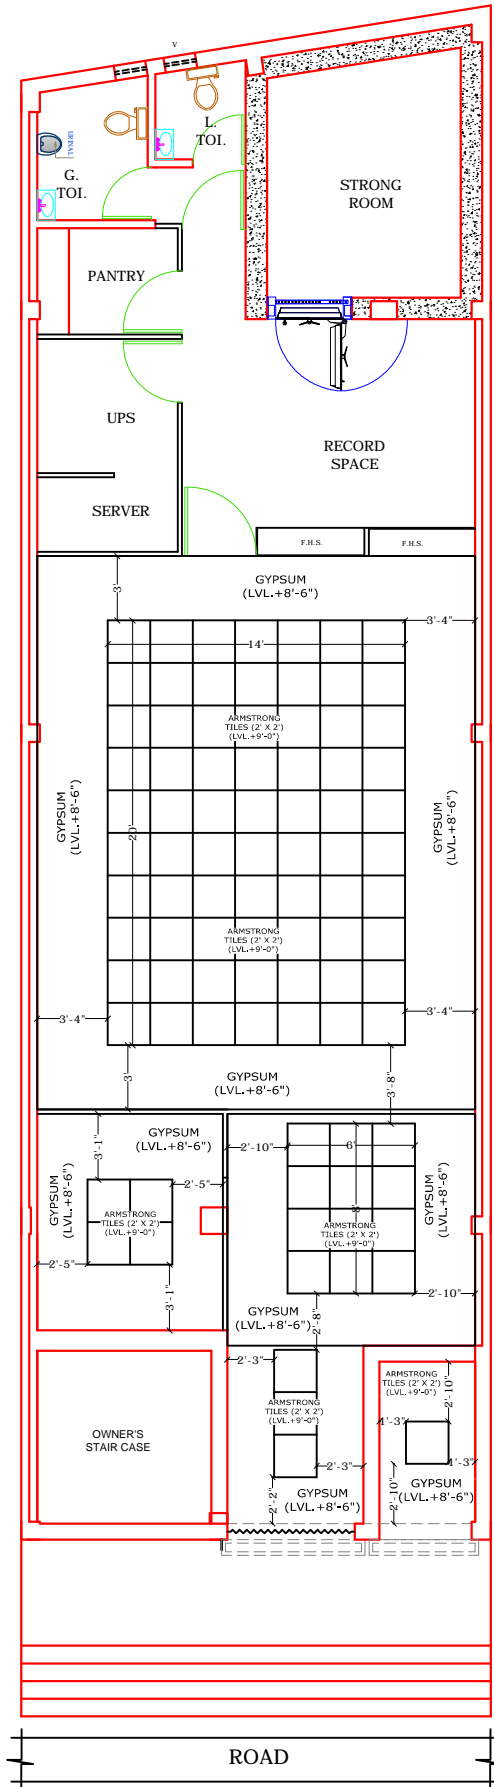 V
L.
TOI.
URINAL
G.
TOI.
STRONG
ROOM
PANTRY
UPS
RECORD
SPACE
SERVER
F.H.S.
F.H.S.
3'
GYPSUM
(LVL.+8'-6")
3'-4"
14'
ARMSTRONG
TILES (2' X 2')
(LVL.+9'-0")
GYPSUM
(LVL.+8'-6")
20'
GYPSUM
(LVL.+8'-6")
ARMSTRONG
TILES (2' X 2')
(LVL.+9'-0")
3'-4"
3'-4"
3'
GYPSUM
(LVL.+8'-6")
3'-8"
3'-1"
GYPSUM
(LVL.+8'-6")
2'-10"
6'
GYPSUM
(LVL.+8'-6")
2'-5"
ARMSTRONG
TILES (2' X 2')
(LVL.+9'-0")
8'
ARMSTRONG
TILES (2' X 2')
(LVL.+9'-0")
GYPSUM
(LVL.+8'-6")
2'-5"
3'-1"
2'-10"
GYPSUM
(LVL.+8'-6")
2'-8"
2'-3"
ARMSTRONG
TILES (2' X 2')
(LVL.+9'-0")
ARMSTRONG
TILES (2' X 2')
(LVL.+9'-0")
2'-10"
1'-3"
OWNER'S
STAIR CASE
2'-3"
1'-3"
2'-2"
GYPSUM
(LVL.+8'-6")
2'-10"
GYPSUM
(LVL.+8'-6")
ROAD